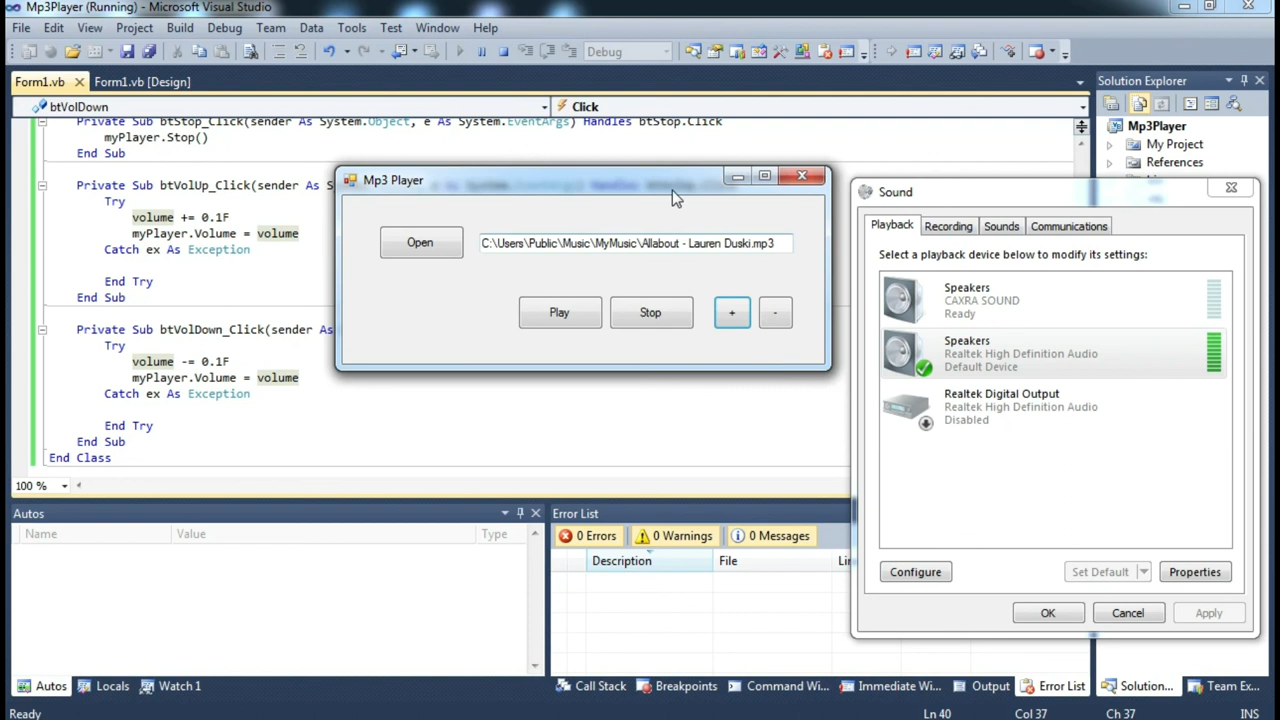 Mp3Player (Running) - Microsoft Visual Studio
File Edit View Project Build Debug Team Data Tools Test Window Help
Debug
Form1.vb Form1.vb [Design]
btVolDown
Click
Private Sub btStop_Click(sender As System.Object, e As System.EventArgs) Handles btStop.Click
myPlayer.Stop()
End Sub
Private Sub btVolUp_Click(sender As S
Try
volume += 0.1F
myPlayer.Volume = volume
Catch ex As Exception
End Try
End Sub
Private Sub btVolDown_Click(sender As
Try
volume -= 0.1F
myPlayer.Volume = volume
Catch ex As Exception
End Try
End Sub
End Class
100 %
Mp3 Player
Open
C:\Users\Public\Music\MyMusic\Allabout - Lauren Duski.mp3
Play Stop + -
Solution Explorer
Mp3Player
My Project
References
Sound
Playback Recording Sounds Communications
Select a playback device below to modify its settings:
Speakers
CAXRA SOUND
Ready
Speakers
Realtek High Definition Audio
Default Device
Realtek Digital Output
Realtek High Definition Audio
Disabled
Configure Set Default Properties
OK Cancel Apply
Autos
Name Value Type
Error List
0 Errors 0 Warnings 0 Messages
Description File Lin
Autos Locals Watch 1
Call Stack Breakpoints Command Wi... Immediate Wi... Output Error List
Solution... Team Ex...
Ready
Ln 40 Col 37 Ch 37 INS